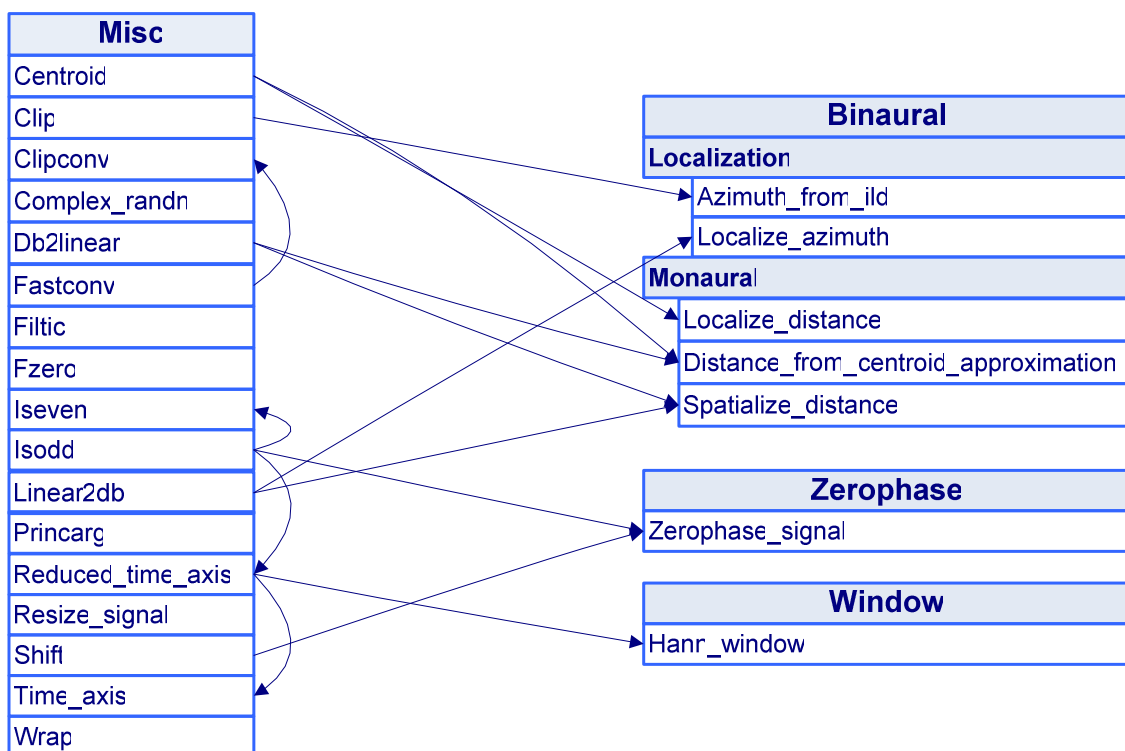 Misc
Centroid
Clip
Clipconv
Complex_randn
Db2linear
Fastconv
Filtic
Fzero
Iseven
Isodd
Linear2db
Princarg
Reduced_time_axis
Resize_signal
Shift
Time_axis
Wrap
Binaural
Localization
Azimuth_from_ild
Localize_azimuth
Monaural
Localize_distance
Distance_from_centroid_approximation
Spatialize_distance
Zerophase
Zerophase_signal
Window
Hann_window